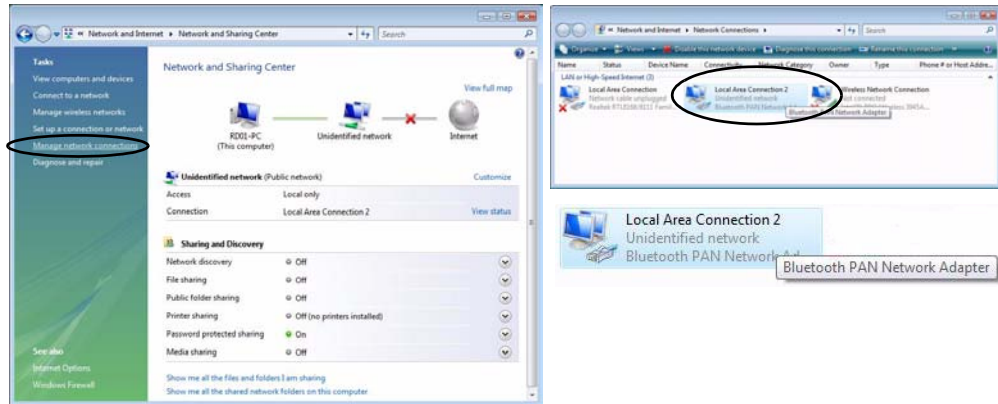 « Network and Internet ▸ Network and Sharing Center ▸
Search
Tasks
View computers and devices
Connect to a network
Manage wireless networks
Set up a connection or network
Manage network connections
Diagnose and repair
See also
Internet Options
Windows Firewall
Network and Sharing Center
View full map
RD01-PC
(This computer)
Unidentified network
Internet
Unidentified network (Public network)
Customize
Access Local only
Connection Local Area Connection 2 View status
Sharing and Discovery
Network discovery Off
File sharing Off
Public folder sharing Off
Printer sharing Off (no printers installed)
Password protected sharing On
Media sharing Off
Show me all the files and folders I am sharing
Show me all the shared network folders on this computer
« Network and Internet ▸ Network Connections ▸
Search
Organize Views Disable this network device Diagnose this connection Rename this connection »
Name Status Device Name Connectivity Network Category Owner Type Phone # or Host Addre...
LAN or High-Speed Internet (3)
Local Area Connection
Network cable unplugged
Realtek
Local Area Connection 2
Unidentified network
Bluetooth PAN Network
Bluetooth PAN Network Adapter
Wireless Network Connection
Not connected
Local Area Connection 2
Unidentified network
Bluetooth PAN Network Ad
Bluetooth PAN Network Adapter